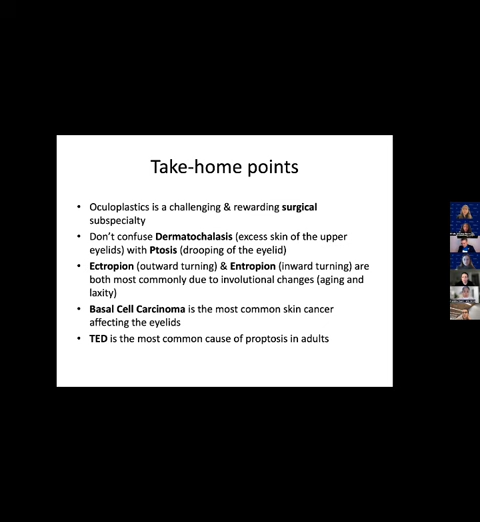 Take-home points
• Oculoplastics is a challenging & rewarding surgical
subspecialty
• Don't confuse Dermatochalasis (excess skin of the upper
eyelids) with Ptosis (drooping of the eyelid)
• Ectropion (outward turning) & Entropion (inward turning) are
both most commonly due to involutional changes (aging and
laxity)
• Basal Cell Carcinoma is the most common skin cancer
affecting the eyelids
• TED is the most common cause of proptosis in adults